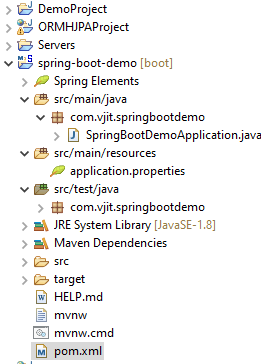 DemoProject
ORMHJPAProject
Servers
spring-boot-demo [boot]
Spring Elements
src/main/java
com.vjit.springbootdemo
SpringBootDemoApplication.java
src/main/resources
application.properties
src/test/java
com.vjit.springbootdemo
JRE System Library [JavaSE-1.8]
Maven Dependencies
src
target
HELP.md
mvnw
mvnw.cmd
pom.xml